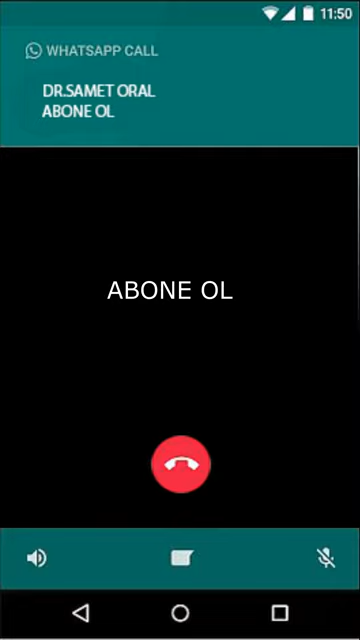 11:50
WHATSAPP CALL
DR.SAMET ORAL
ABONE OL
ABONE OL